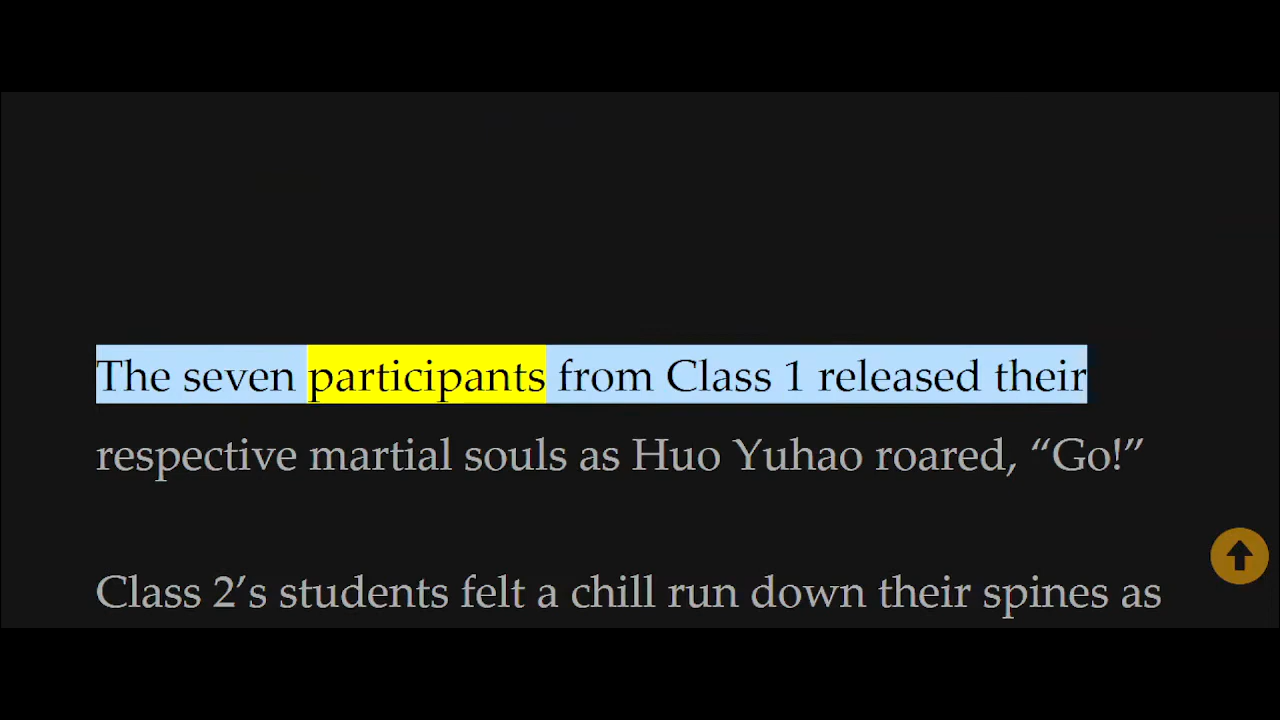 The seven participants from Class 1 released their
respective martial souls as Huo Yuhao roared, “Go!”
Class 2’s students felt a chill run down their spines as